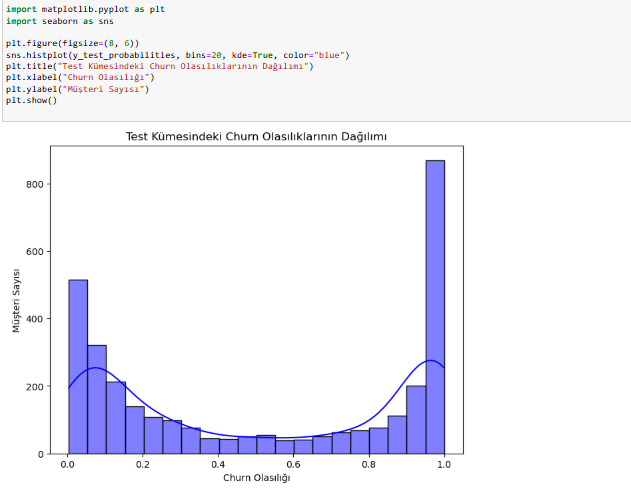 import matplotlib.pyplot as plt
import seaborn as sns
plt.figure(figsize=(8, 6))
sns.histplot(y_test_probabilities, bins=20, kde=True, color="blue")
plt.title("Test Kümesindeki Churn Olasılıklarının Dağılımı")
plt.xlabel("Churn Olasılığı")
plt.ylabel("Müşteri Sayısı")
plt.show()
Test Kümesindeki Churn Olasılıklarının Dağılımı
800
600
400
200
0
Müşteri Sayısı
0.0 0.2 0.4 0.6 0.8 1.0
Churn Olasılığı